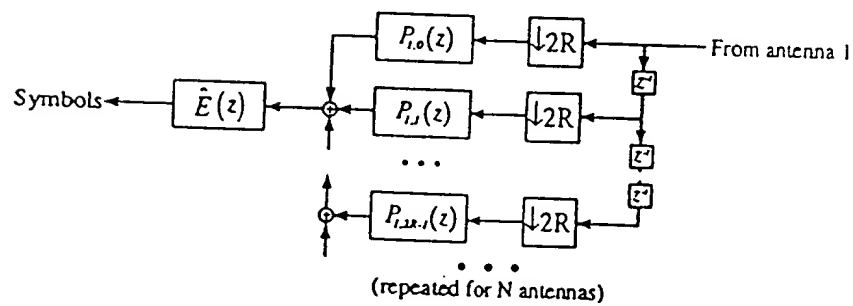 P1,0(z)
↓2R
From antenna 1
z-1
Symbols
Ê(z)
P1,1(z)
↓2R
z-1
• • •
z-1
P1,2R-1(z)
↓2R
• • •
(repeated for N antennas)